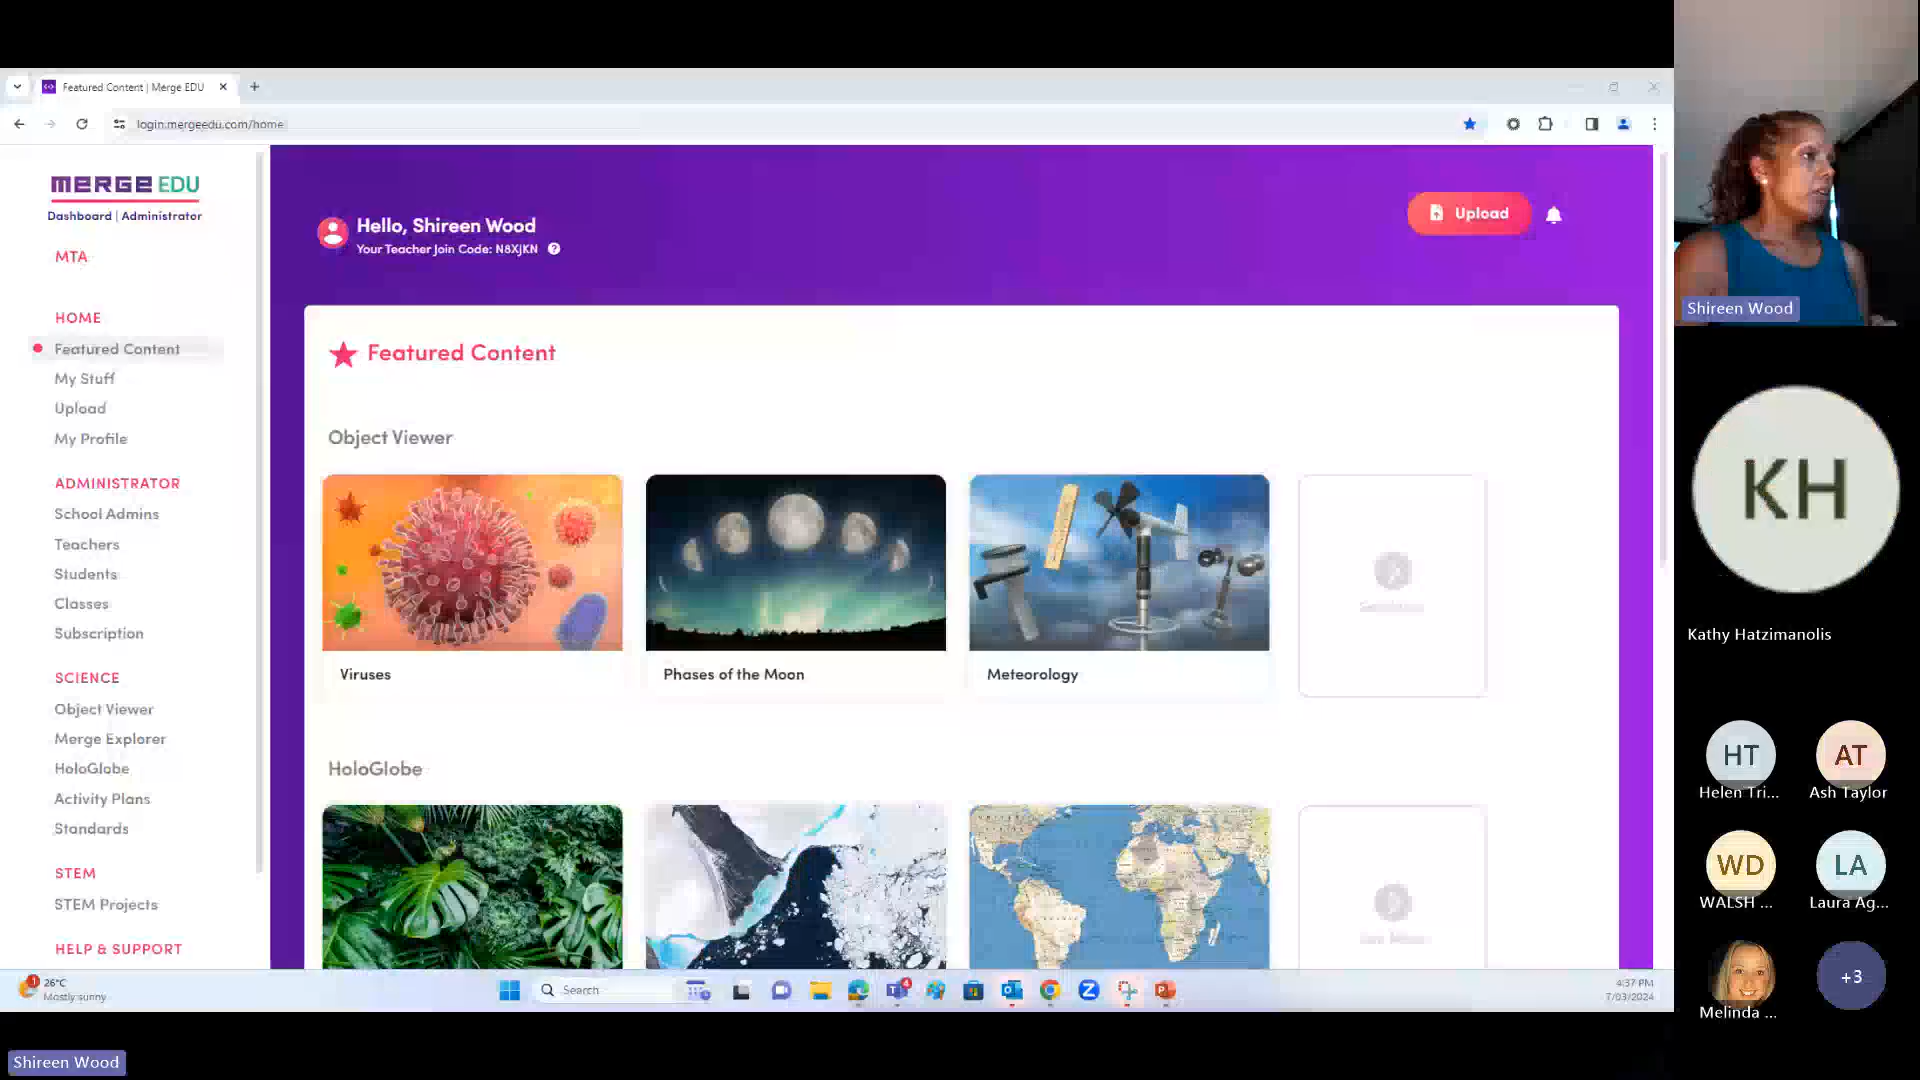 Featured Content | Merge EDU
login.mergeedu.com/home
MERGE EDU
Dashboard | Administrator
MTA
HOME
Featured Content
My Stuff
Upload
My Profile
ADMINISTRATOR
School Admins
Teachers
Students
Classes
Subscription
SCIENCE
Object Viewer
Merge Explorer
HoloGlobe
Activity Plans
Standards
STEM
STEM Projects
HELP & SUPPORT
Hello, Shireen Wood
Your Teacher Join Code: N8XJKN ?
Upload
Featured Content
Object Viewer
Viruses
Phases of the Moon
Meteorology
HoloGlobe
1
26°C
Mostly sunny
Search
4
4:37 PM
7/03/2024
Shireen Wood
KH
Kathy Hatzimanolis
HT
Helen Tri...
AT
Ash Taylor
WD
WALSH ...
LA
Laura Ag...
Melinda ...
+3
Shireen Wood